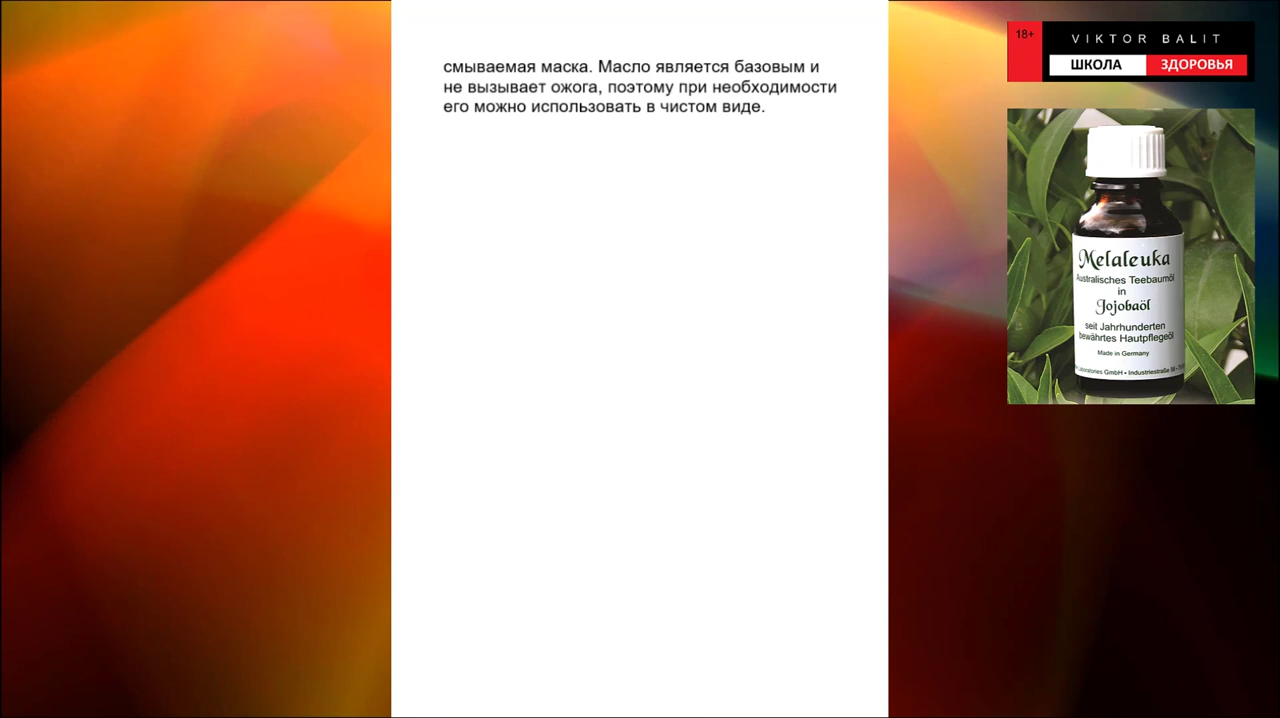 смываемая маска. Масло является базовым и
не вызывает ожога, поэтому при необходимости
его можно использовать в чистом виде.
18+
VIKTOR BALIT
ШКОЛА ЗДОРОВЬЯ
Melaleuka
Australisches Teebaumöl
in
Jojobaöl
seit Jahrhunderten
bewährtes Hautpflegeöl
Made in Germany
Laboratories GmbH • Industriestraße